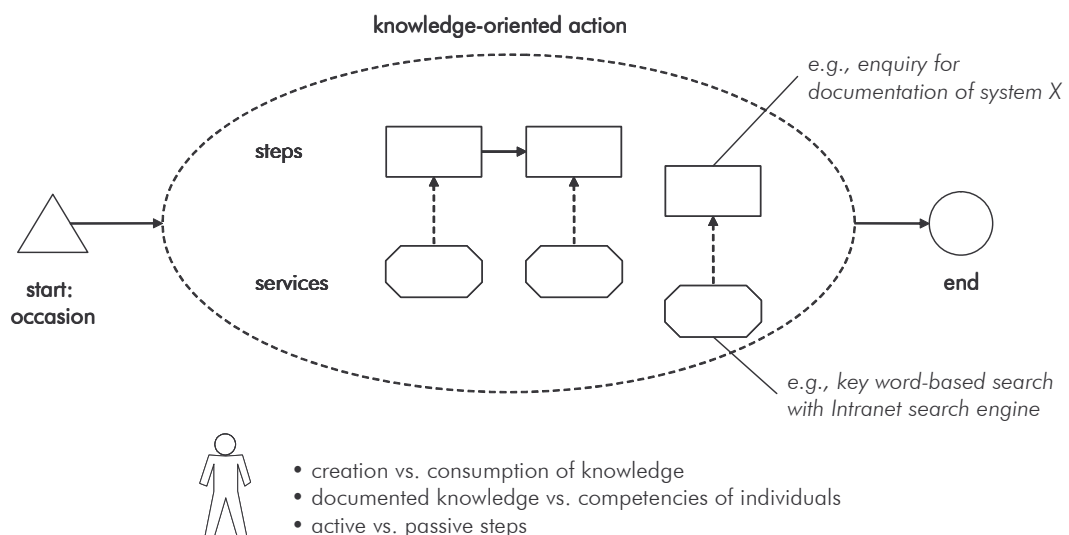 knowledge-oriented action
e.g., enquiry for
documentation of system X
steps
services
start:
occasion
end
e.g., key word-based search
with Intranet search engine
• creation vs. consumption of knowledge
• documented knowledge vs. competencies of individuals
• active vs. passive steps